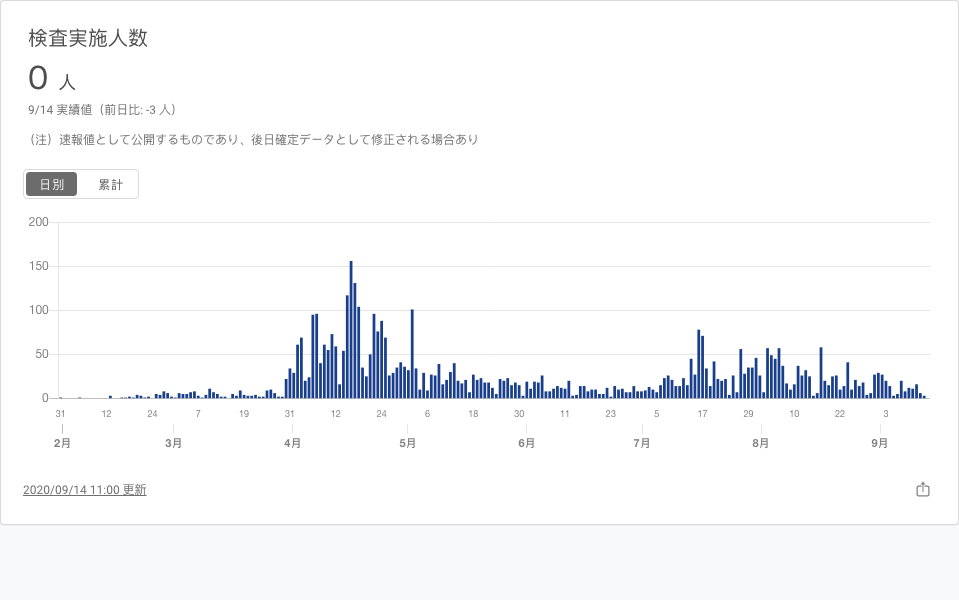 検査実施人数
0 人
9/14 実績値（前日比: -3 人）
（注）速報値として公開するものであり、後日確定データとして修正される場合あり
日別 累計
200
150
100
50
0
31 12 24 7 19 31 12 24 6 18 30 11 23 5 17 29 10 22 3
2月 3月 4月 5月 6月 7月 8月 9月
2020/09/14 11:00 更新